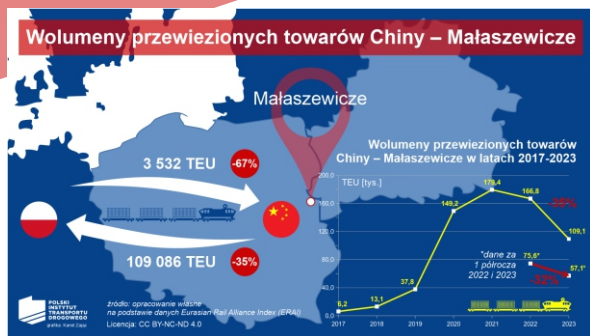 Wolumeny przewiezionych towarów Chiny – Małaszewicze
Małaszewicze
3 532 TEU
-67%
109 086 TEU
-35%
Wolumeny przewiezionych towarów
Chiny – Małaszewicze w latach 2017-2023
TEU [tys.]
200,0
160,0
120,0
80,0
40,0
0,0
6,2
13,1
37,8
149,2
179,4
166,8
109,1
*dane za
1 półrocza
2022 i 2023
75,6*
57,1*
-32%
2017
2018
2019
2020
2021
2022
2023
POLSKI
INSTYTUT
TRANSPORTU
DROGOWEGO
źródło: opracowanie własne
na podstawie danych Eurasian Rail Alliance Index (ERAI)
Licencja: CC BY-NC-ND 4.0